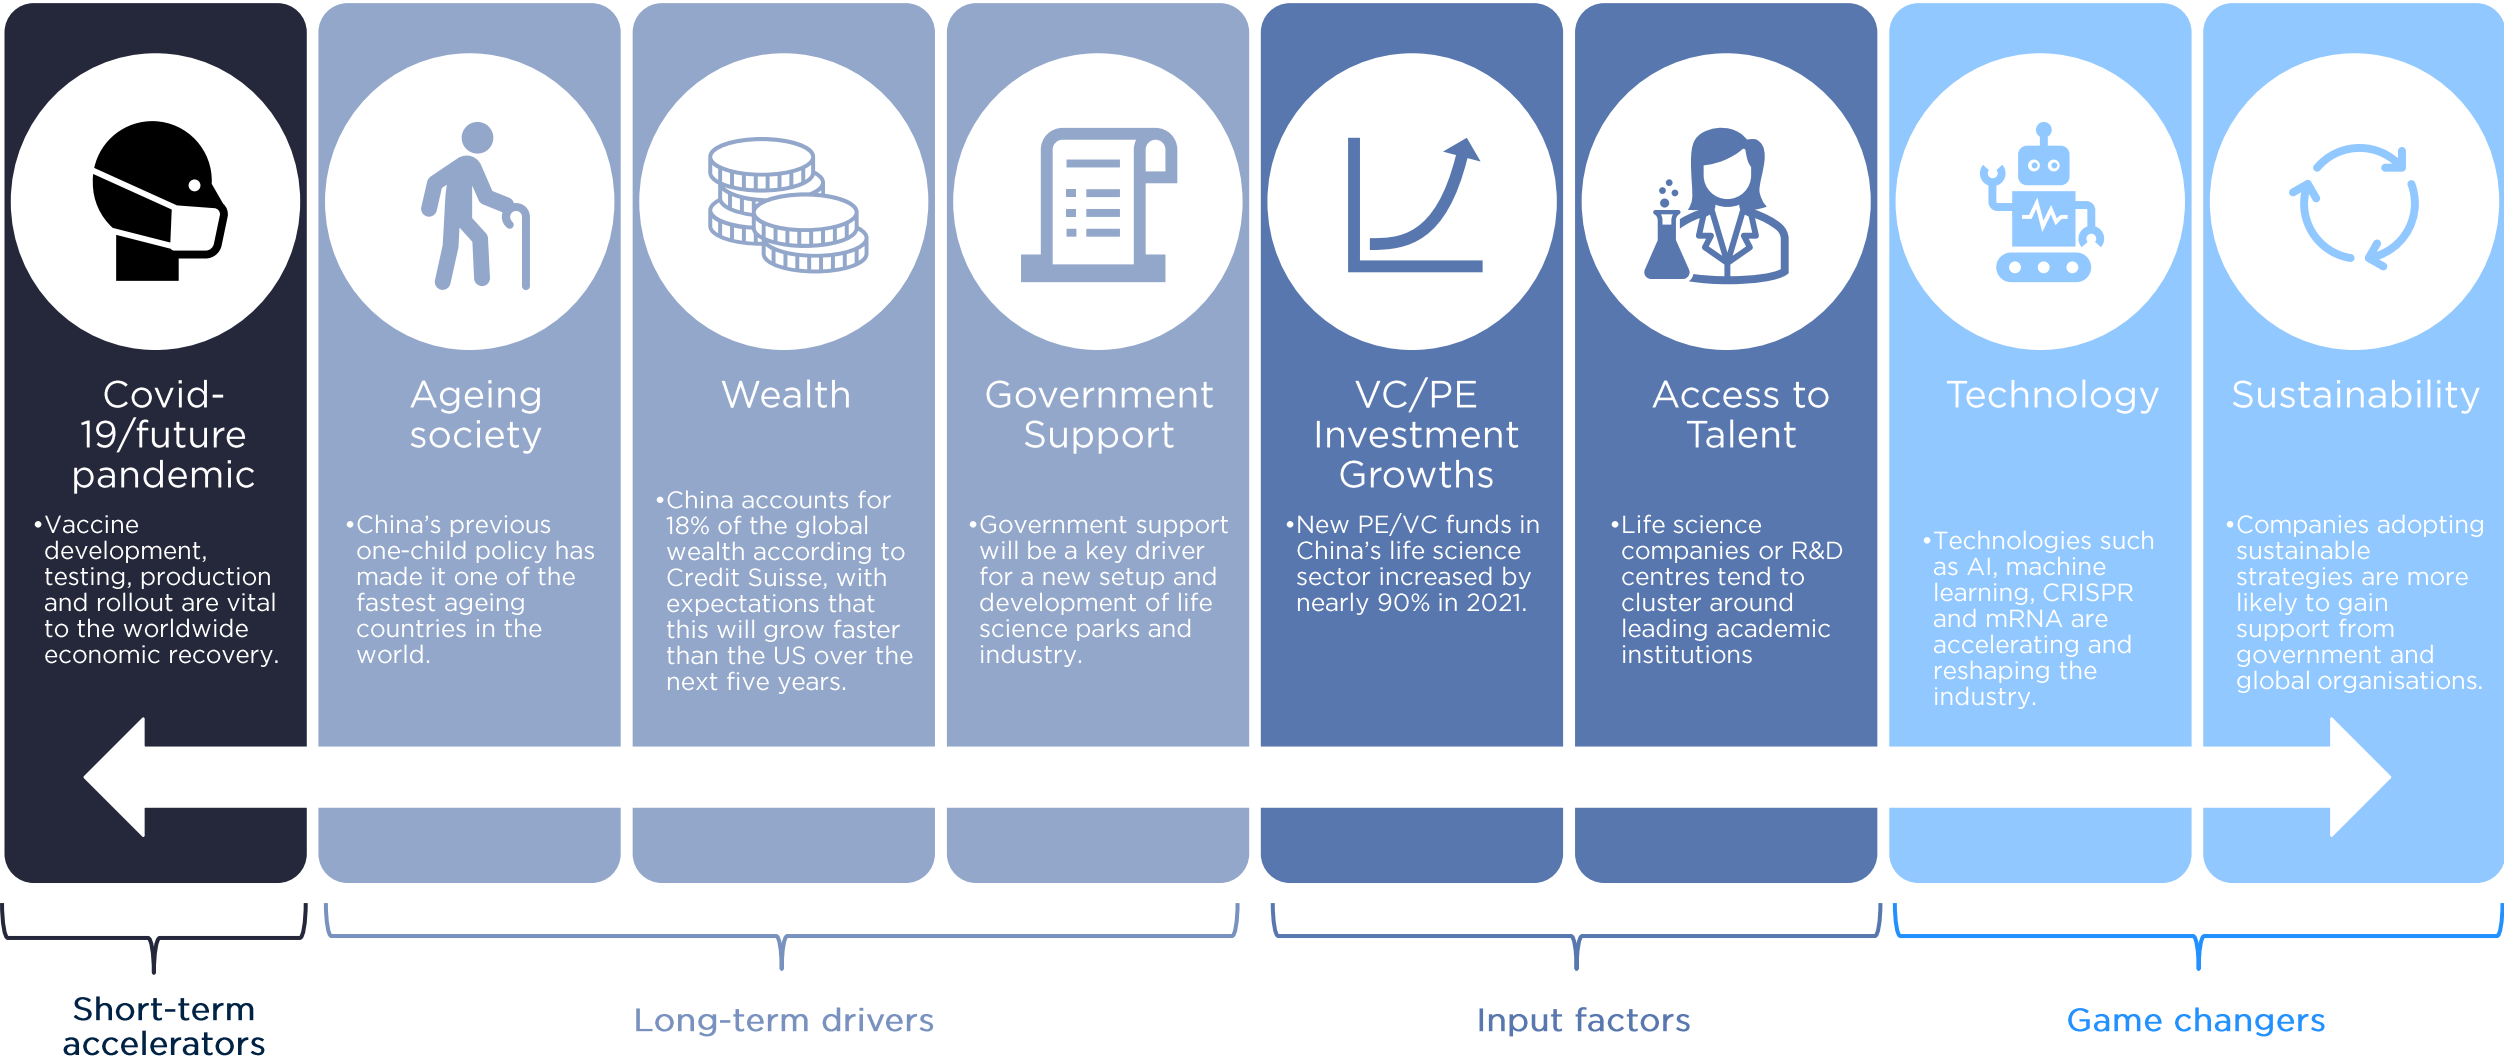 Covid-
19/future
pandemic
•Vaccine
development,
testing, production
and rollout are vital
to the worldwide
economic recovery.
Ageing
society
•China's previous
one-child policy has
made it one of the
fastest ageing
countries in the
world.
Wealth
•China accounts for
18% of the global
wealth according to
Credit Suisse, with
expectations that
this will grow faster
than the US over the
next five years.
Government
Support
•Government support
will be a key driver
for a new setup and
development of life
science parks and
industry.
VC/PE
Investment
Growths
•New PE/VC funds in
China's life science
sector increased by
nearly 90% in 2021.
Access to
Talent
•Life science
companies or R&D
centres tend to
cluster around
leading academic
institutions
Technology
•Technologies such
as AI, machine
learning, CRISPR
and mRNA are
accelerating and
reshaping the
industry.
Sustainability
•Companies adopting
sustainable
strategies are more
likely to gain
support from
government and
global organisations.
Short-term
accelerators
Long-term drivers
Input factors
Game changers